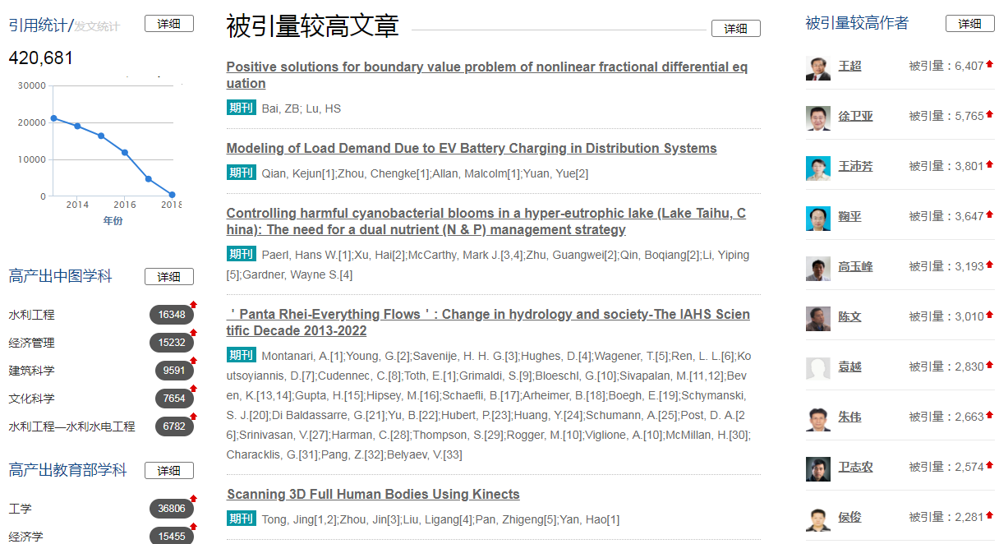 引用统计/发文统计 详细
420,681
30000
20000
10000
0
2014 2016 2018
年份
高产出中图学科 详细
水利工程 16348
经济管理 15232
建筑科学 9591
文化科学 7654
水利工程—水利水电工程 6782
高产出教育部学科 详细
工学 36806
经济学 15455
被引量较高文章 详细
Positive solutions for boundary value problem of nonlinear fractional differential eq
uation
期刊 Bai, ZB; Lu, HS
Modeling of Load Demand Due to EV Battery Charging in Distribution Systems
期刊 Qian, Kejun[1];Zhou, Chengke[1];Allan, Malcolm[1];Yuan, Yue[2]
Controlling harmful cyanobacterial blooms in a hyper-eutrophic lake (Lake Taihu, C
hina): The need for a dual nutrient (N & P) management strategy
期刊 Paerl, Hans W.[1];Xu, Hai[2];McCarthy, Mark J.[3,4];Zhu, Guangwei[2];Qin, Boqiang[2];Li, Yiping
[5];Gardner, Wayne S.[4]
＇Panta Rhei-Everything Flows＇: Change in hydrology and society-The IAHS Scien
tific Decade 2013-2022
期刊 Montanari, A.[1];Young, G.[2];Savenije, H. H. G.[3];Hughes, D.[4];Wagener, T.[5];Ren, L. L.[6];Ko
utsoyiannis, D.[7];Cudennec, C.[8];Toth, E.[1];Grimaldi, S.[9];Bloeschl, G.[10];Sivapalan, M.[11,12];Bev
en, K.[13,14];Gupta, H.[15];Hipsey, M.[16];Schaefli, B.[17];Arheimer, B.[18];Boegh, E.[19];Schymanski,
S. J.[20];Di Baldassarre, G.[21];Yu, B.[22];Hubert, P.[23];Huang, Y.[24];Schumann, A.[25];Post, D. A.[2
6];Srinivasan, V.[27];Harman, C.[28];Thompson, S.[29];Rogger, M.[10];Viglione, A.[10];McMillan, H.[30];
Characklis, G.[31];Pang, Z.[32];Belyaev, V.[33]
Scanning 3D Full Human Bodies Using Kinects
期刊 Tong, Jing[1,2];Zhou, Jin[3];Liu, Ligang[4];Pan, Zhigeng[5];Yan, Hao[1]
被引量较高作者 详细
王超 被引量：6,407
徐卫亚 被引量：5,765
王沛芳 被引量：3,801
鞠平 被引量：3,647
高玉峰 被引量：3,193
陈文 被引量：3,010
袁越 被引量：2,830
朱伟 被引量：2,663
卫志农 被引量：2,574
侯俊 被引量：2,281